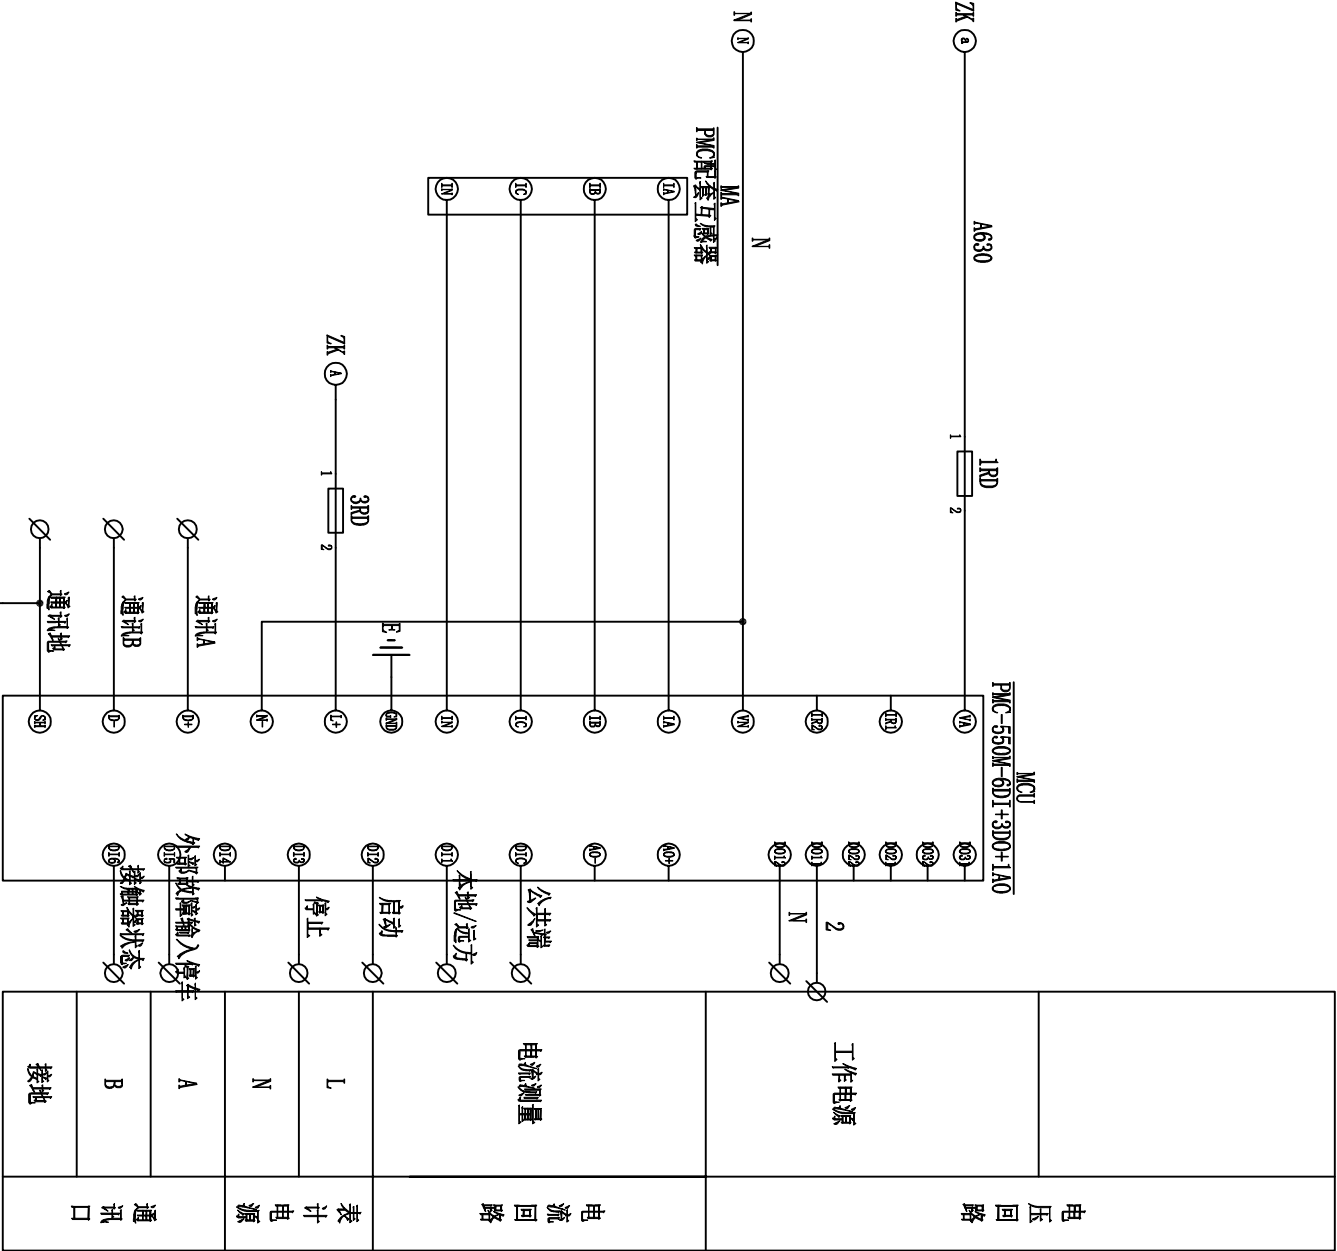 ZK
a
A630
1
1RD
2
N
N
N
MA
PMC配套互感器
IA
IB
IC
IN
ZK
A
1
3RD
2
E
通讯A
通讯B
通讯地
MCU
PMC-550M-6DI+3DO+1AO
VA
IR1
IR2
VN
IA
IB
IC
IN
GND
L+
N-
D+
D-
SH
DO31
DO32
DO21
DO22
DO11
DO12
AO+
AO-
DIC
DI1
DI2
DI3
DI4
DI5
DI6
2
N
公共端
本地/远方
启动
停止
外部故障输入停车
接触器状态
工作电源
电压回路
电流测量
电流回路
L
N
表计电源
A
B
接地
通讯口